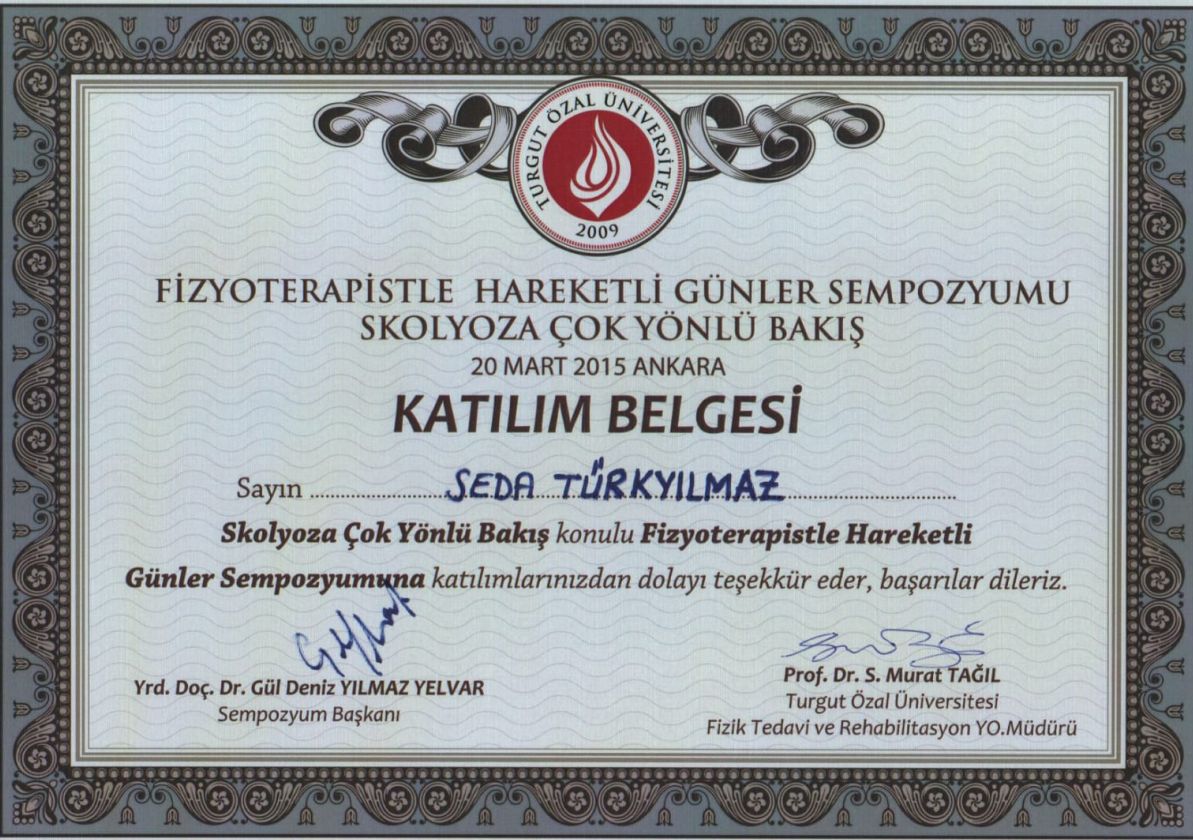 TURGUT ÖZAL ÜNİVERSİTESİ
2009
FİZYOTERAPİSTLE HAREKETLİ GÜNLER SEMPOZYUMU
SKOLYOZA ÇOK YÖNLÜ BAKIŞ
20 MART 2015 ANKARA
KATILIM BELGESİ
Sayın SEDA TÜRKYILMAZ
Skolyoza Çok Yönlü Bakış konulu Fizyoterapistle Hareketli
Günler Sempozyumuna katılımlarınızdan dolayı teşekkür eder, başarılar dileriz.
Yrd. Doç. Dr. Gül Deniz YILMAZ YELVAR
Sempozyum Başkanı
Prof. Dr. S. Murat TAĞIL
Turgut Özal Üniversitesi
Fizik Tedavi ve Rehabilitasyon YO.Müdürü